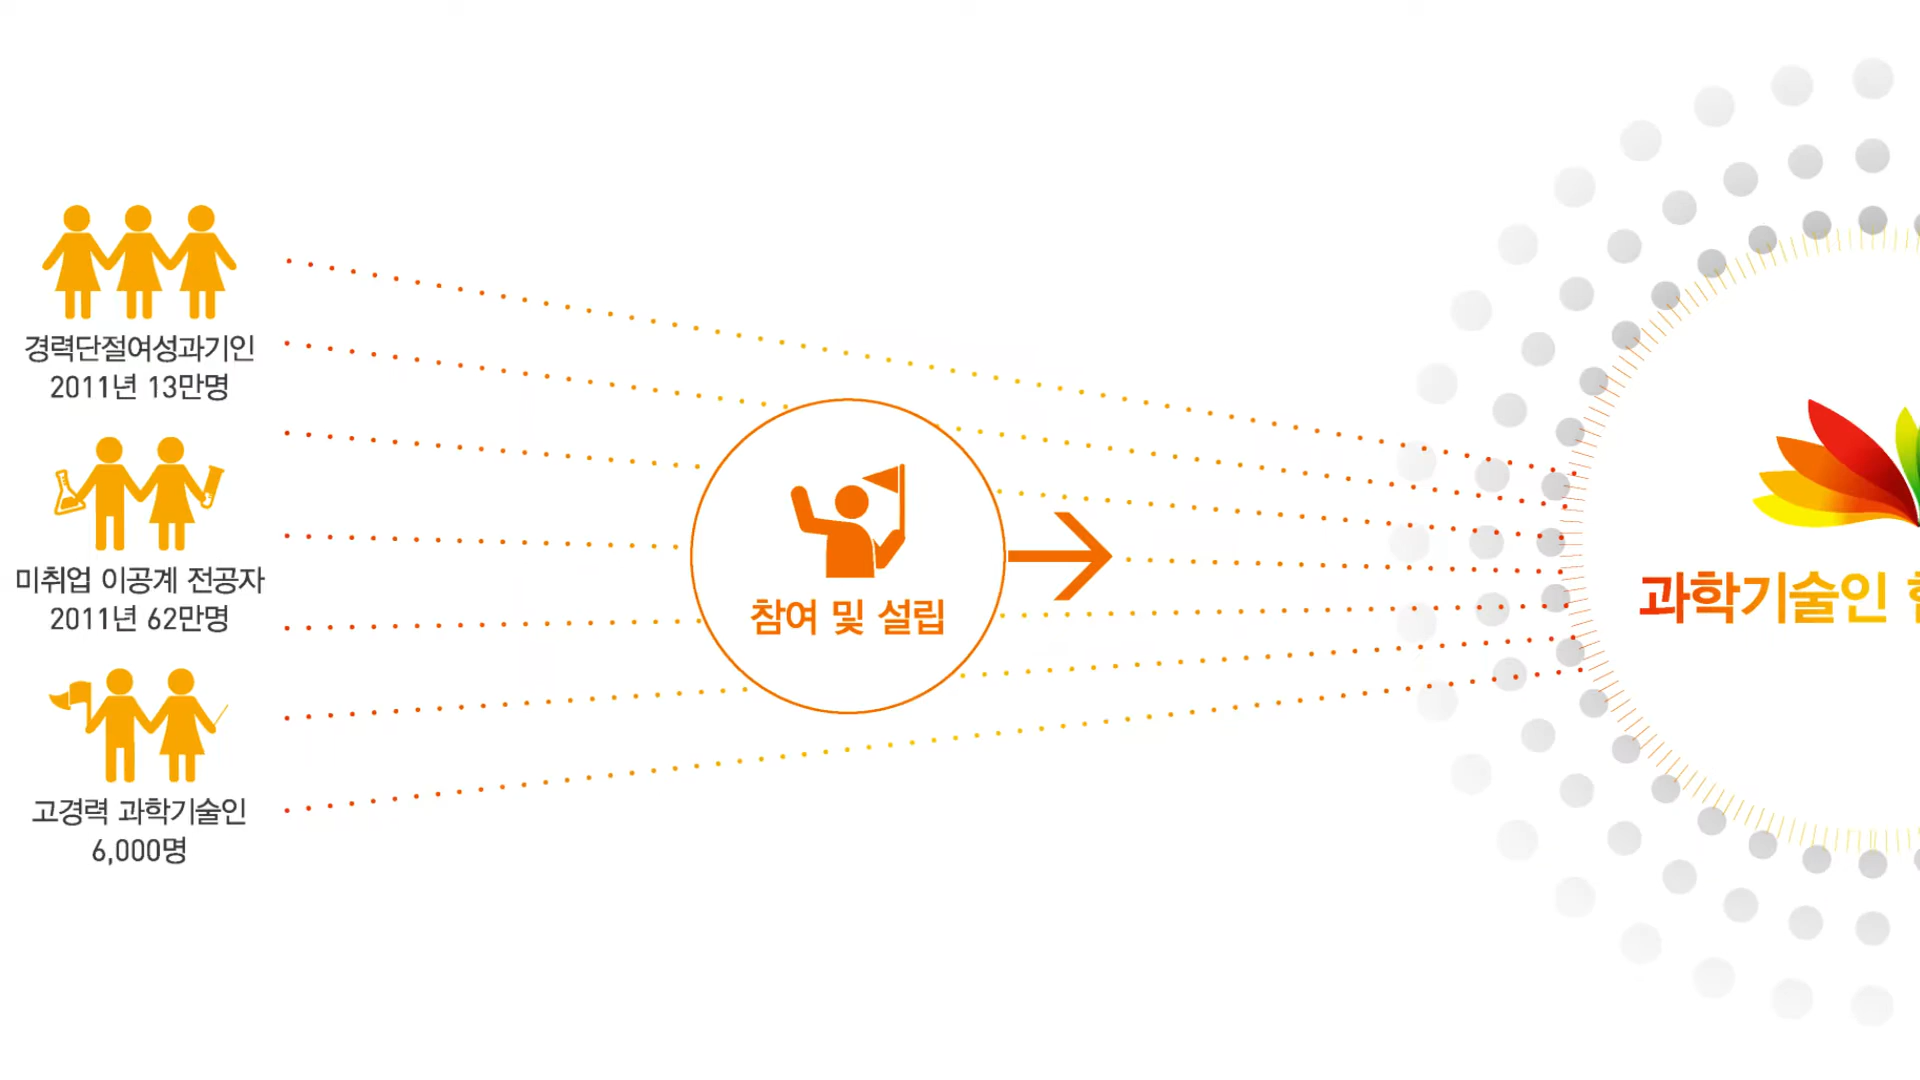 경력단절여성과기인
2011년 13만명
미취업 이공계 전공자
2011년 62만명
고경력 과학기술인
6,000명
참여 및 설립
과학기술인